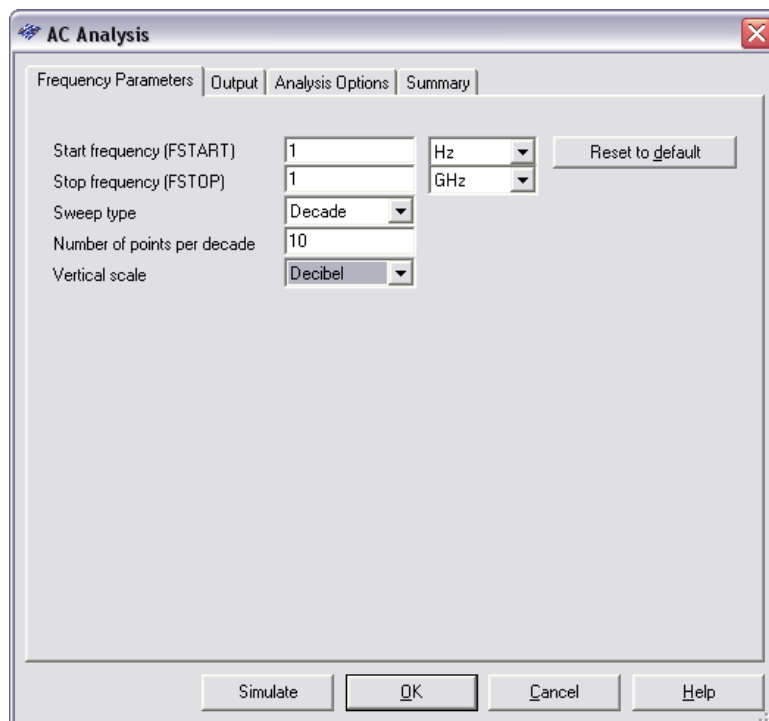 AC Analysis
Frequency Parameters Output Analysis Options Summary
Start frequency (FSTART) 1 Hz Reset to default
Stop frequency (FSTOP) 1 GHz
Sweep type Decade
Number of points per decade 10
Vertical scale Decibel
Simulate OK Cancel Help